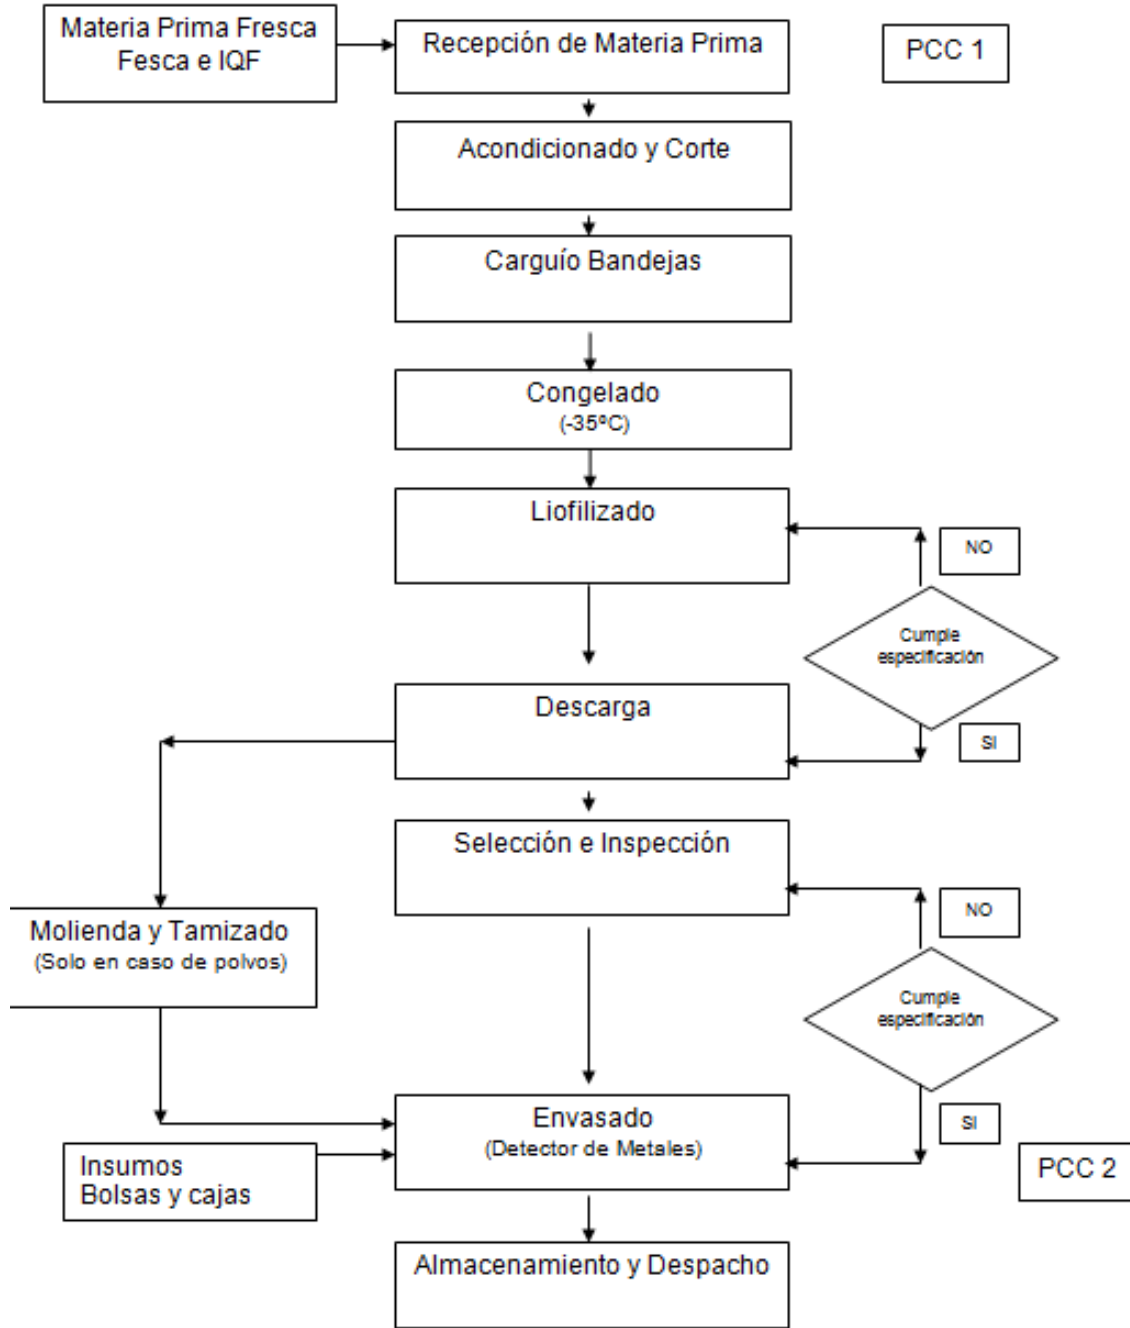 Materia Prima Fresca
Fesca e IQF
Recepción de Materia Prima
PCC 1
Acondicionado y Corte
Carguío Bandejas
Congelado
(-35ºC)
Liofilizado
NO
Cumple
especificación
SI
Descarga
Selección e Inspección
NO
Molienda y Tamizado
(Solo en caso de polvos)
Cumple
especificación
SI
Envasado
(Detector de Metales)
PCC 2
Insumos
Bolsas y cajas
Almacenamiento y Despacho